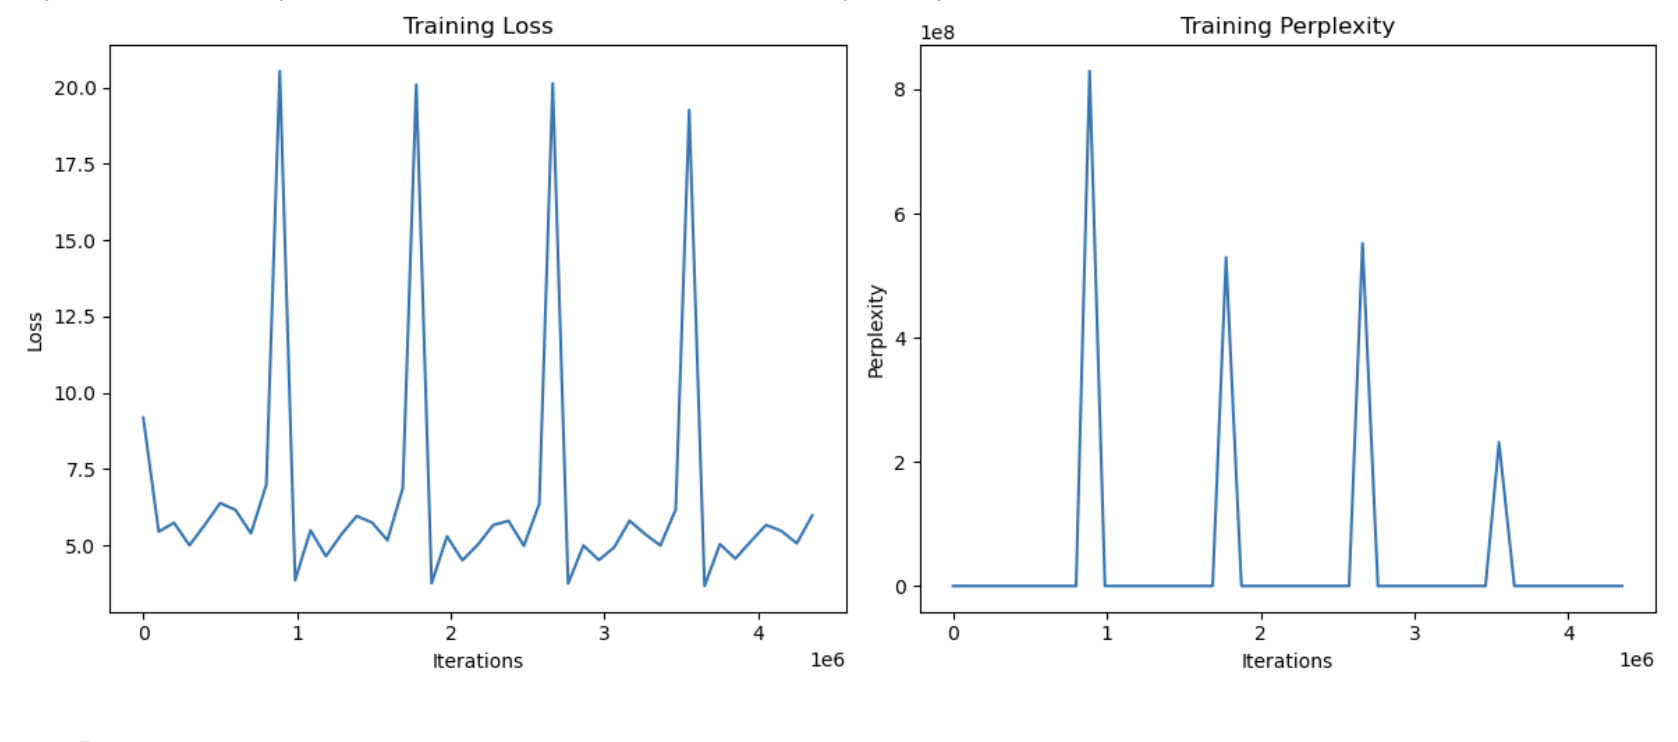 Training Loss
20.0
17.5
15.0
12.5
10.0
7.5
5.0
Loss
0 1 2 3 4
1e6
Iterations
Training Perplexity
1e8
8
6
4
2
0
Perplexity
0 1 2 3 4
1e6
Iterations